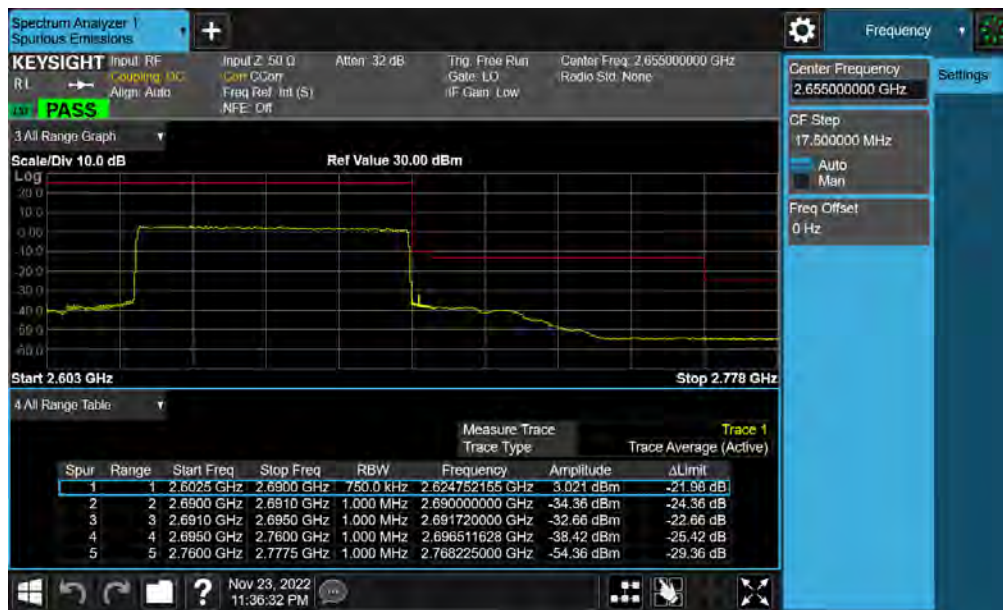 Spectrum Analyzer 1
Spurious Emissions
Frequency
KEYSIGHT Input: RF Input Z: 50 Ω Atten: 32 dB Trig: Free Run Center Freq: 2.655000000 GHz
RL Coupling: DC Corr CCorr Gate: LO Radio Std: None
Align: Auto Freq Ref: Int (S) IF Gain: Low
PASS NFE: Off
Center Frequency
2.655000000 GHz
Settings
CF Step
17.500000 MHz
Auto
Man
Freq Offset
0 Hz
3 All Range Graph
Scale/Div 10.0 dB Ref Value 30.00 dBm
Log
20.0
10.0
0.00
-10.0
-20.0
-30.0
-40.0
-60.0
Start 2.603 GHz Stop 2.778 GHz
4 All Range Table
Measure Trace Trace 1
Trace Type Trace Average (Active)
Spur Range Start Freq Stop Freq RBW Frequency Amplitude ΔLimit
1 1 2.6025 GHz 2.6900 GHz 750.0 kHz 2.624752155 GHz 3.021 dBm -21.98 dB
2 2 2.6900 GHz 2.6910 GHz 1.000 MHz 2.690000000 GHz -34.36 dBm -24.36 dB
3 3 2.6910 GHz 2.6950 GHz 1.000 MHz 2.691720000 GHz -32.66 dBm -22.66 dB
4 4 2.6950 GHz 2.7600 GHz 1.000 MHz 2.696511628 GHz -38.42 dBm -25.42 dB
5 5 2.7600 GHz 2.7775 GHz 1.000 MHz 2.768225000 GHz -54.36 dBm -29.36 dB
Nov 23, 2022
11:36:32 PM